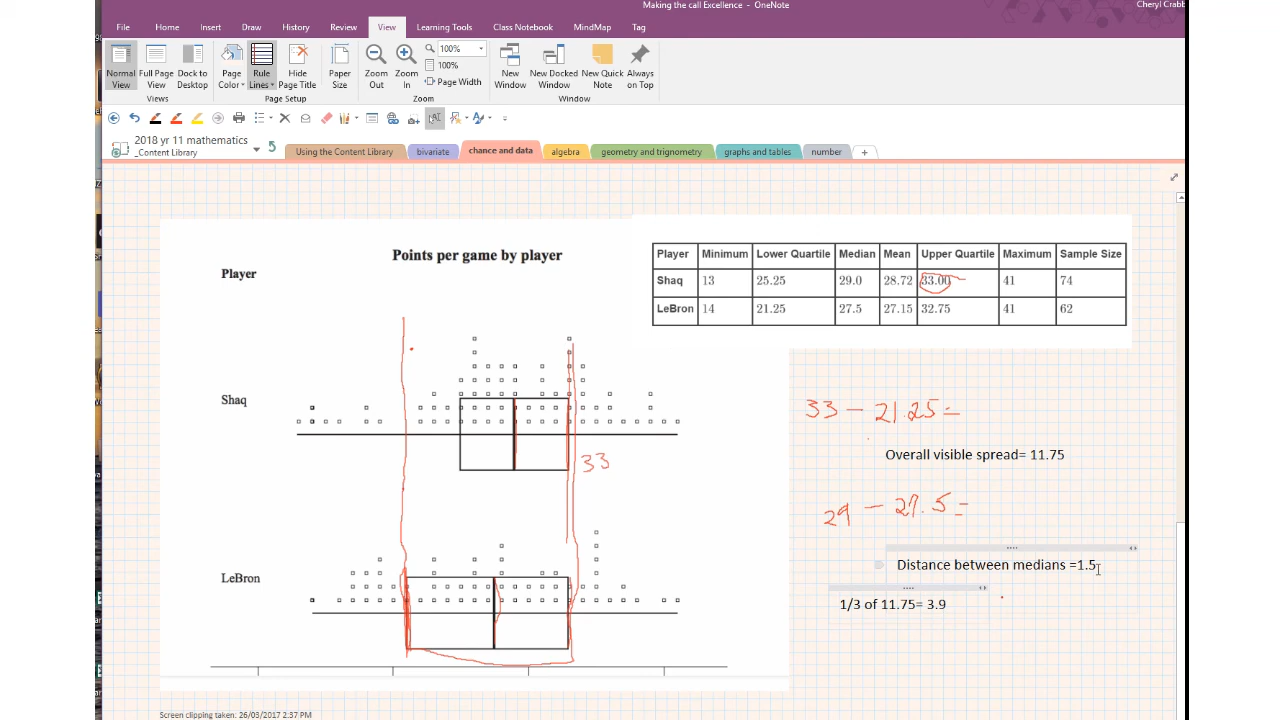 Making the call Excellence - OneNote
Cheryl Crabb
File Home Insert Draw History Review View Learning Tools Class Notebook MindMap Tag
Normal View
Full Page View
Dock to Desktop
Views
Page Color
Rule Lines
Hide Page Title
Page Setup
Paper Size
Zoom Out
Zoom In
100%
100%
Page Width
Zoom
New Window
New Docked Window
New Quick Note
Always on Top
Window
2018 yr 11 mathematics
_Content Library
Using the Content Library bivariate chance and data algebra geometry and trignometry graphs and tables number +
Points per game by player
Player
Shaq
33
LeBron
Player Minimum Lower Quartile Median Mean Upper Quartile Maximum Sample Size
Shaq 13 25.25 29.0 28.72 33.00 41 74
LeBron 14 21.25 27.5 27.15 32.75 41 62
33 - 21.25 =
Overall visible spread= 11.75
29 - 27.5 =
Distance between medians =1.5
1/3 of 11.75= 3.9
Screen clipping taken: 26/03/2017 2:37 PM